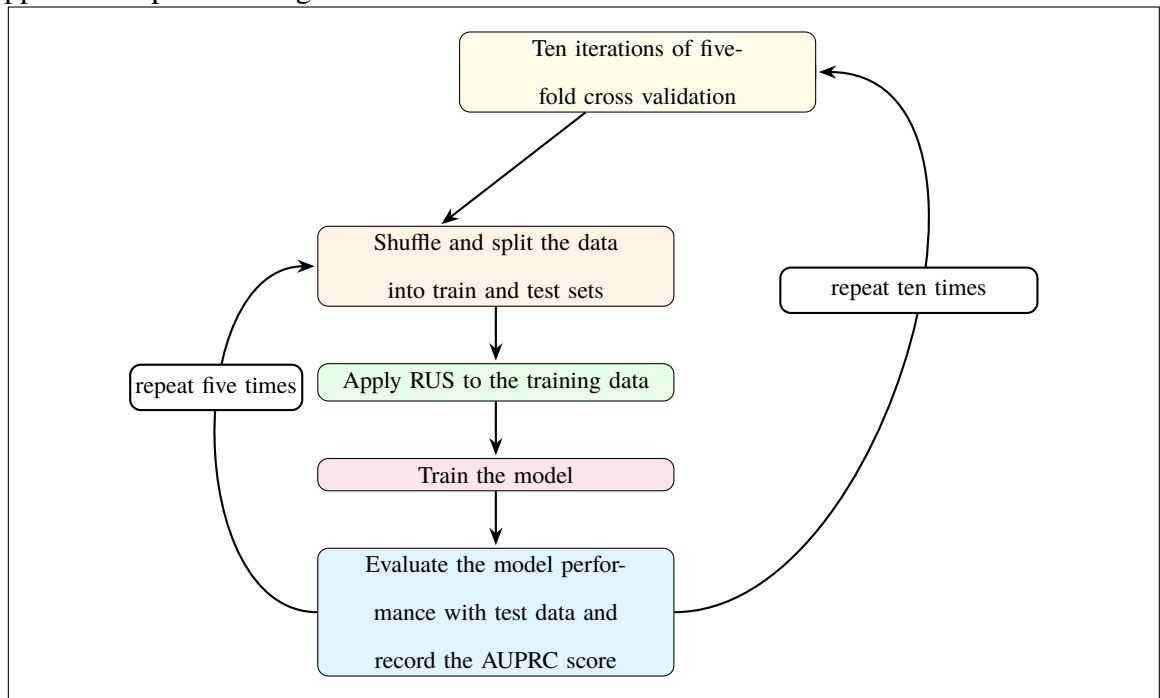 Ten iterations of five-
fold cross validation
Shuffle and split the data
into train and test sets
repeat ten times
Apply RUS to the training data
repeat five times
Train the model
Evaluate the model perfor-
mance with test data and
record the AUPRC score